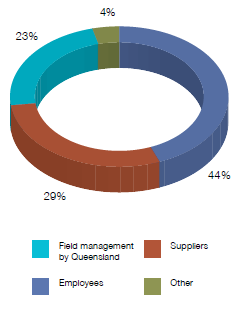 4%
23%
44%
29%
Field management
by Queensland
Suppliers
Employees
Other